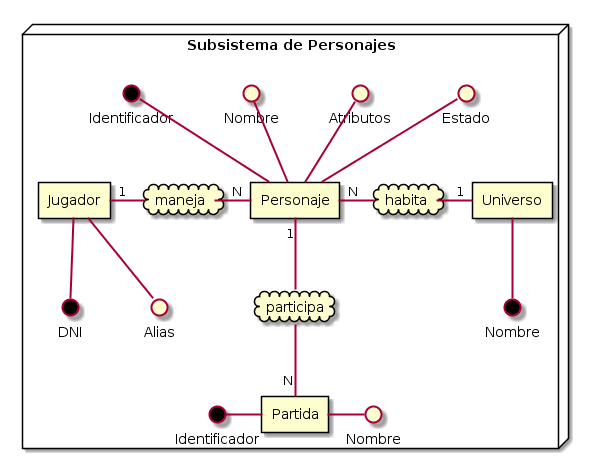 Subsistema de Personajes
Identificador
Nombre
Atributos
Estado
Jugador
1
maneja
N
Personaje
N
habita
1
Universo
1
participa
DNI
Alias
Nombre
N
Partida
Identificador
Nombre